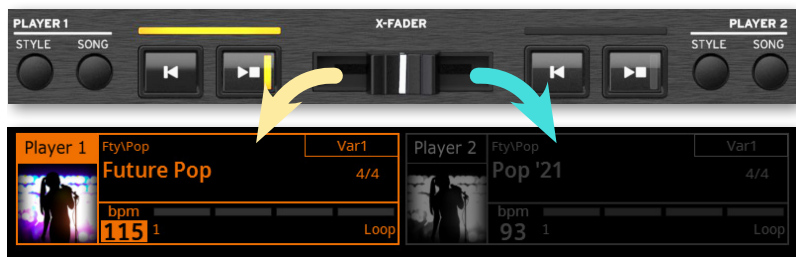 PLAYER 1
X-FADER
PLAYER 2
STYLE
SONG
STYLE
SONG
Player 1
Fty\Pop
Var1
Future Pop
4/4
bpm
115
1
Loop
Player 2
Fty\Pop
Var1
Pop '21
4/4
bpm
93
1
Loop